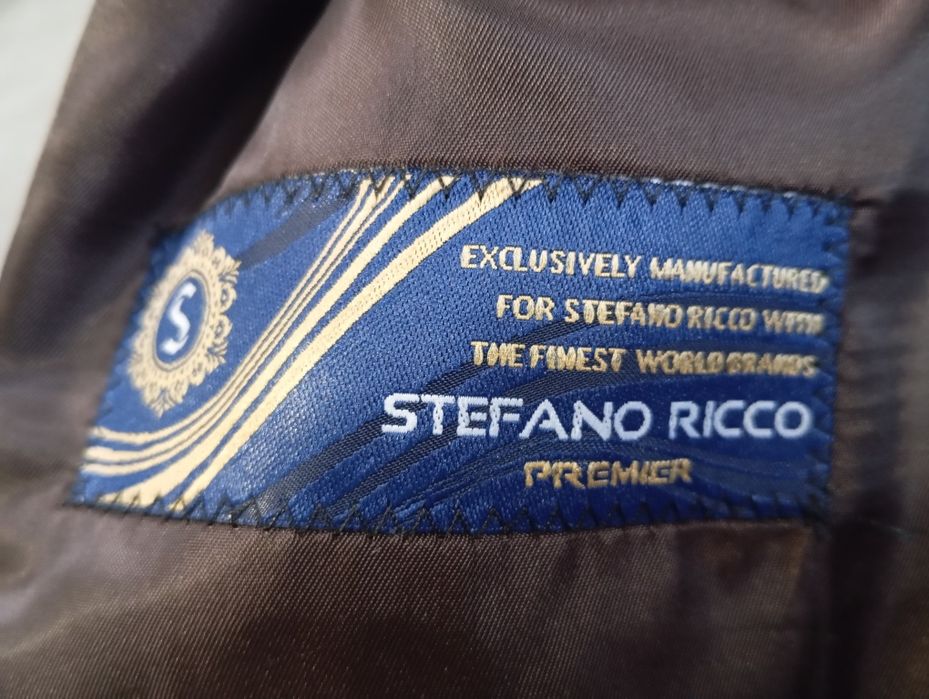 S
EXCLUSIVELY MANUFACTURED
FOR STEFANO RICCO WITH
THE FINEST WORLD BRANDS
STEFANO RICCO
PREMIER